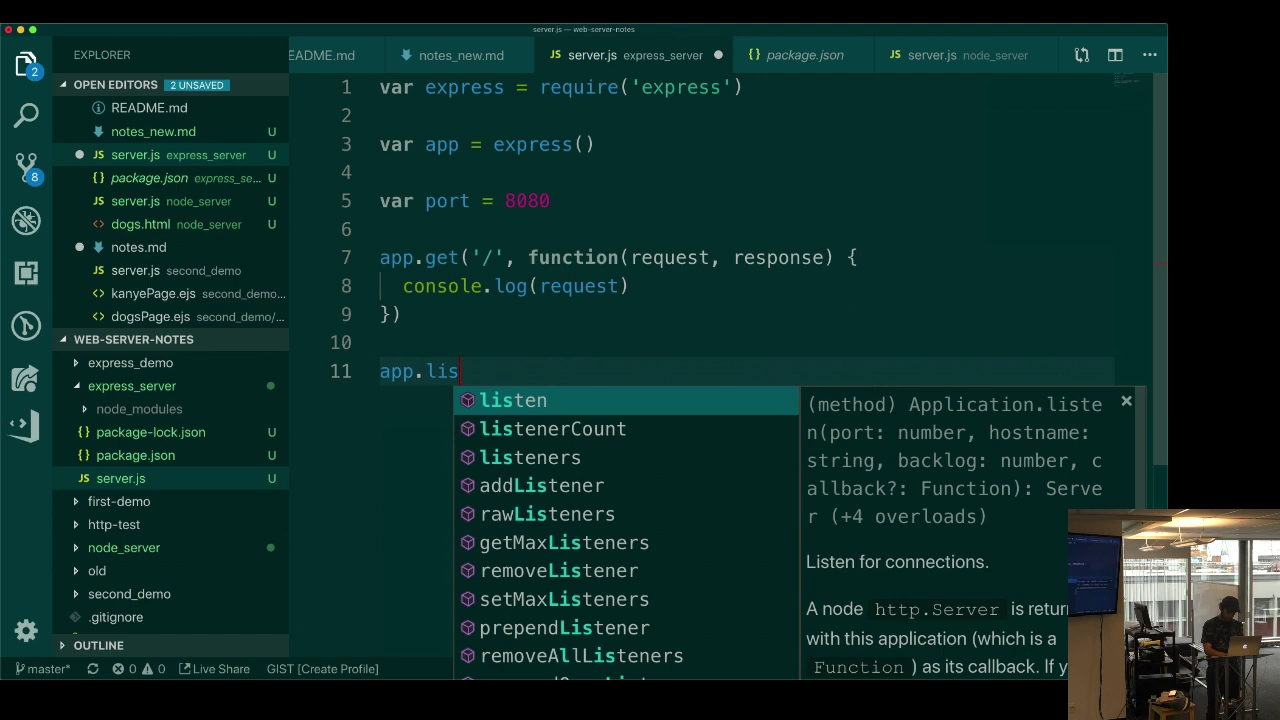 server.js — web-server-notes
EXPLORER
README.md
notes_new.md
server.js express_server
package.json
server.js node_server
2
OPEN EDITORS 2 UNSAVED
README.md
notes_new.md U
JS server.js express_server U
{} package.json express_se... U
JS server.js node_server U
<> dogs.html node_server U
notes.md
JS server.js second_demo
<> kanyePage.ejs second_demo...
<> dogsPage.ejs second_demo/...
8
WEB-SERVER-NOTES
express_demo
express_server
node_modules
{} package-lock.json U
{} package.json U
JS server.js U
first-demo
http-test
node_server
old
second_demo
.gitignore
OUTLINE
1 var express = require('express')
2
3 var app = express()
4
5 var port = 8080
6
7 app.get('/', function(request, response) {
8 console.log(request)
9 })
10
11 app.lis
listen
listenerCount
listeners
addListener
rawListeners
getMaxListeners
removeListener
setMaxListeners
prependListener
removeAllListeners
(method) Application.liste
n(port: number, hostname:
string, backlog: number, c
allback?: Function): Serve
r (+4 overloads)
Listen for connections.
A node http.Server is retur
with this application (which is a
Function ) as its callback. If y
master* 0 0 Live Share GIST [Create Profile]